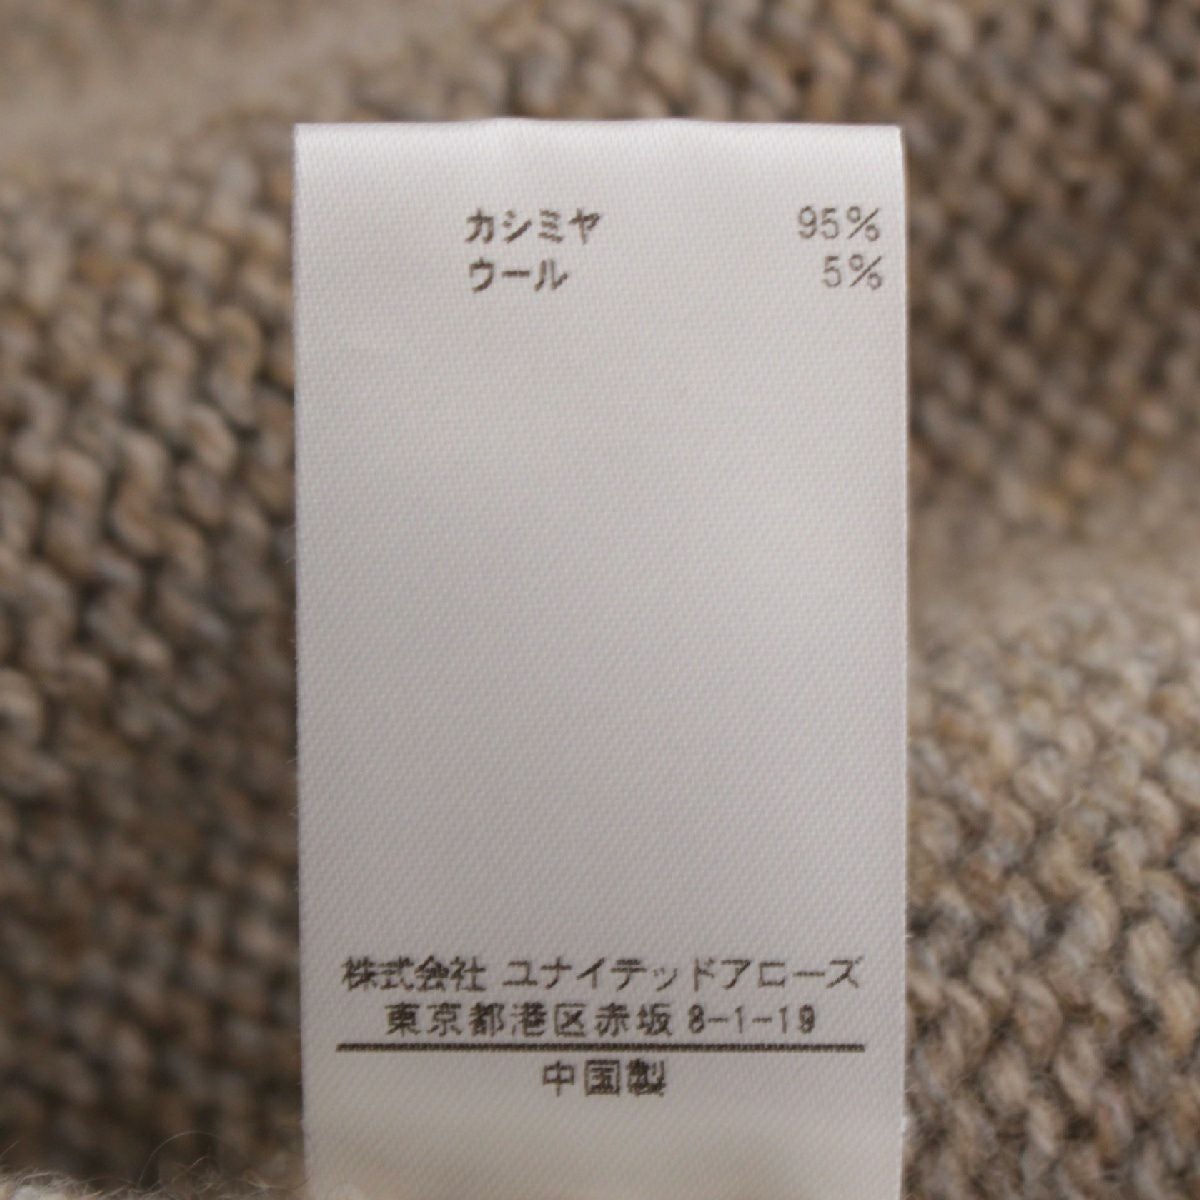 カシミヤ 95%
ウール 5%
株式会社 ユナイテッドアローズ
東京都港区赤坂 8-1-19
中国製